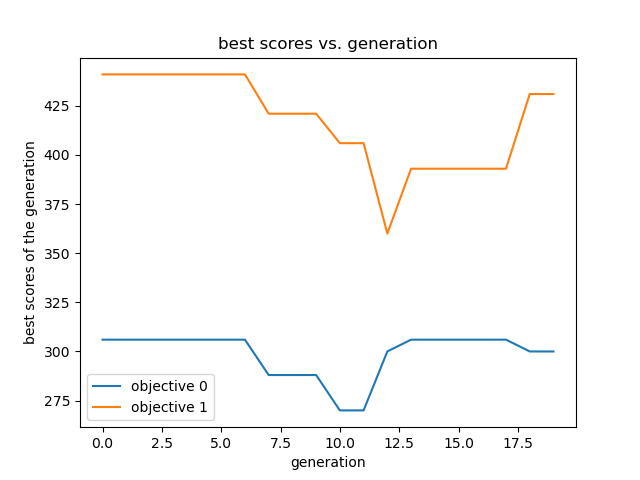 best scores vs. generation
best scores of the generation
425
400
375
350
325
300
275
objective 0
objective 1
0.0 2.5 5.0 7.5 10.0 12.5 15.0 17.5
generation